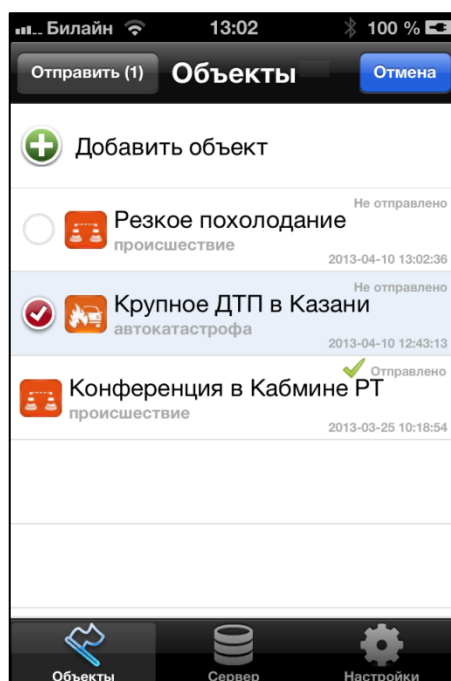 Билайн 13:02 100 %
Отправить (1) Объекты Отмена
Добавить объект
Не отправлено
Резкое похолодание
происшествие
2013-04-10 13:02:36
Не отправлено
Крупное ДТП в Казани
автокатастрофа
2013-04-10 12:43:13
Отправлено
Конференция в Кабмине РТ
происшествие
2013-03-25 10:18:54
Объекты Сервер Настройки